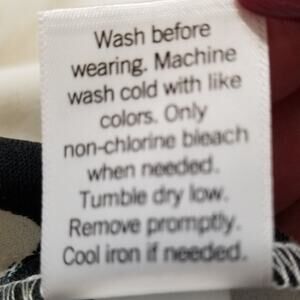 Wash before
wearing. Machine
wash cold with like
colors. Only
non-chlorine bleach
when needed.
Tumble dry low.
Remove promptly.
Cool iron if needed.